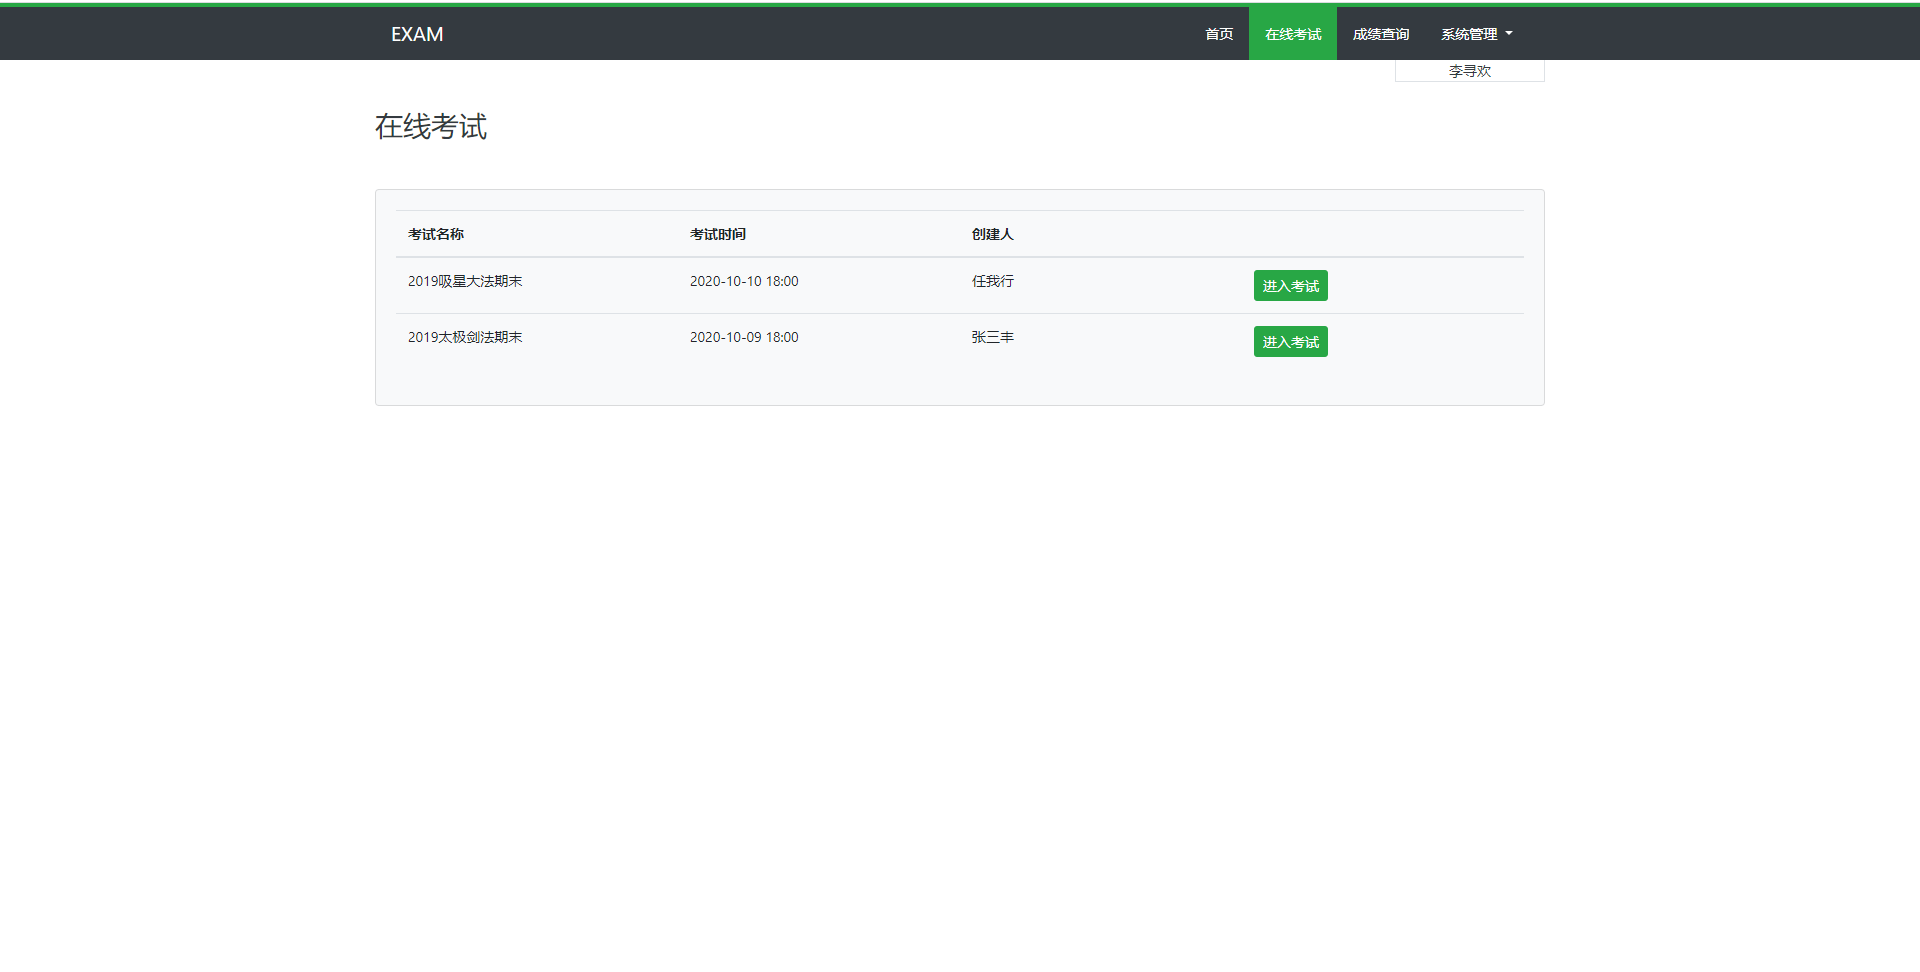 EXAM 首页 在线考试 成绩查询 系统管理
李寻欢
在线考试
考试名称 考试时间 创建人
2019吸星大法期末 2020-10-10 18:00 任我行 进入考试
2019太极剑法期末 2020-10-09 18:00 张三丰 进入考试